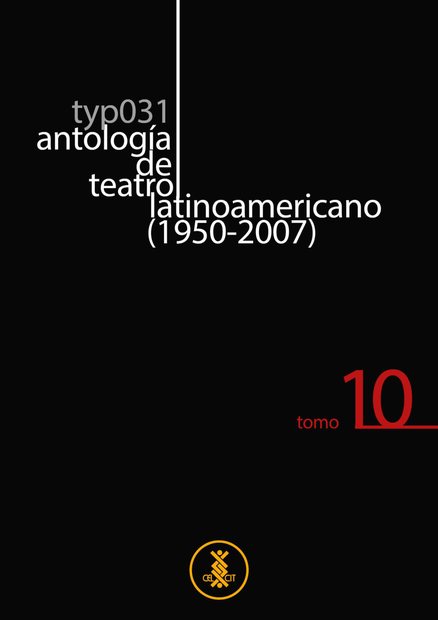 typ031
antología
de
teatro
latinoamericano
(1950-2007)
tomo 10
CELCIT